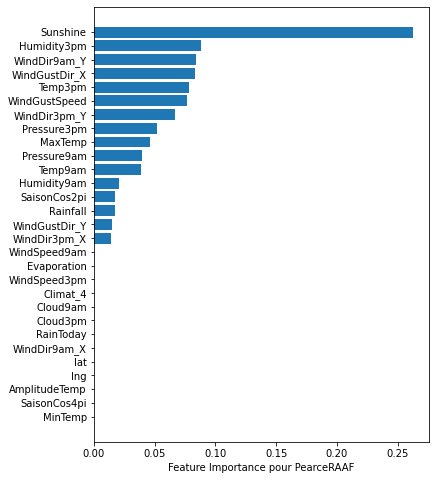 Sunshine
Humidity3pm
WindDir9am_Y
WindGustDir_X
Temp3pm
WindGustSpeed
WindDir3pm_Y
Pressure3pm
MaxTemp
Pressure9am
Temp9am
Humidity9am
SaisonCos2pi
Rainfall
WindGustDir_Y
WindDir3pm_X
WindSpeed9am
Evaporation
WindSpeed3pm
Climat_4
Cloud9am
Cloud3pm
RainToday
WindDir9am_X
lat
lng
AmplitudeTemp
SaisonCos4pi
MinTemp
0.00 0.05 0.10 0.15 0.20 0.25
Feature Importance pour PearceRAAF